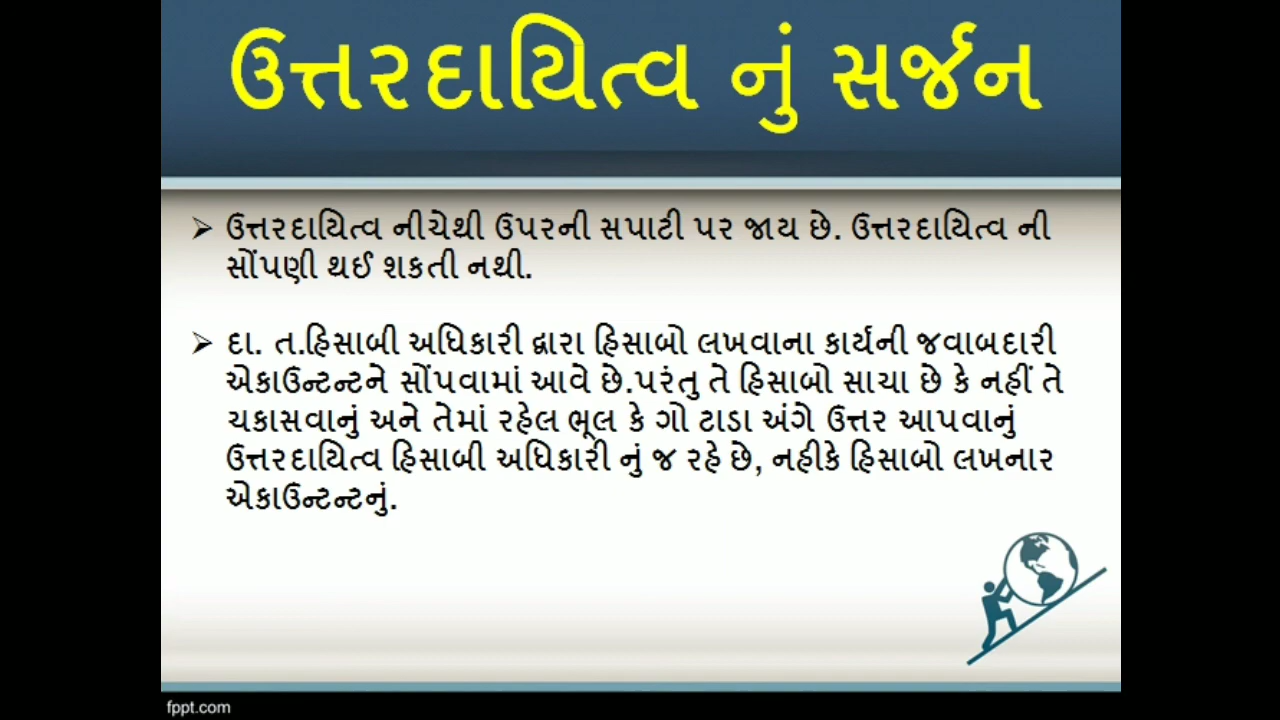 ઉત્તરદાયિત્વ નું સર્જન
ઉત્તરદાયિત્વ નીચેથી ઉપરની સપાટી પર જાય છે. ઉત્તરદાયિત્વ ની
સોંપણી થઈ શકતી નથી.
દા. ત.હિસાબી અધિકારી દ્વારા હિસાબો લખવાના કાર્યની જવાબદારી
એકાઉન્ટન્ટને સોંપવામાં આવે છે.પરંતુ તે હિસાબો સાચા છે કે નહીં તે
ચકાસવાનું અને તેમાં રહેલ ભૂલ કે ગો ટાડા અંગે ઉત્તર આપવાનું
ઉત્તરદાયિત્વ હિસાબી અધિકારી નું જ રહે છે, નહીકે હિસાબો લખનાર
એકાઉન્ટન્ટનું.
fppt.com